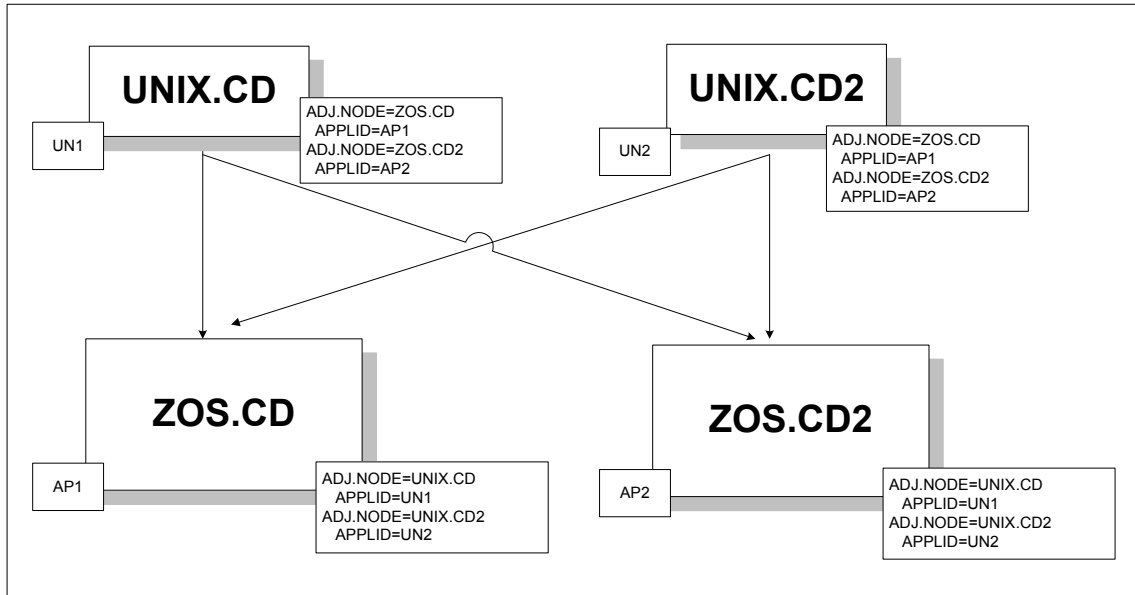 UNIX.CD
UN1
ADJ.NODE=ZOS.CD
APPLID=AP1
ADJ.NODE=ZOS.CD2
APPLID=AP2
UNIX.CD2
UN2
ADJ.NODE=ZOS.CD
APPLID=AP1
ADJ.NODE=ZOS.CD2
APPLID=AP2
ZOS.CD
AP1
ADJ.NODE=UNIX.CD
APPLID=UN1
ADJ.NODE=UNIX.CD2
APPLID=UN2
ZOS.CD2
AP2
ADJ.NODE=UNIX.CD
APPLID=UN1
ADJ.NODE=UNIX.CD2
APPLID=UN2